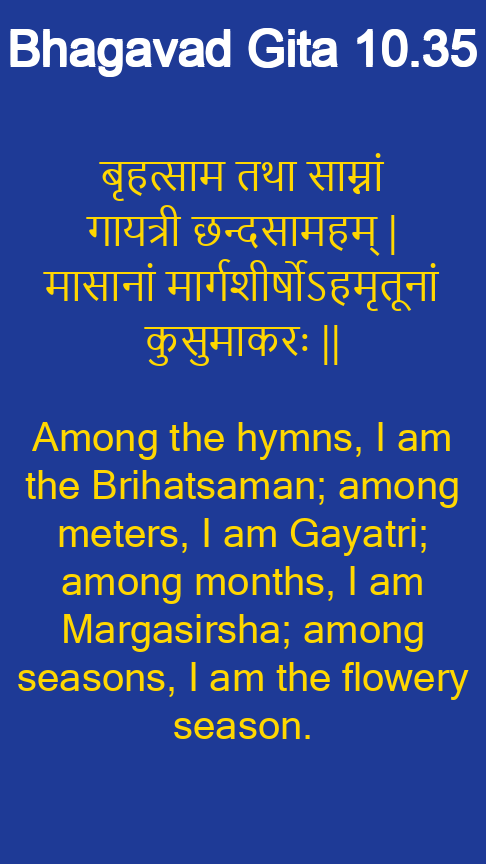 Bhagavad Gita 10.35
बृहत्साम तथा साम्नां
गायत्री छन्दसामहम् |
मासानां मार्गशीर्षोऽहमृतूनां
कुसुमाकरः ||
Among the hymns, I am
the Brihatsaman; among
meters, I am Gayatri;
among months, I am
Margasirsha; among
seasons, I am the flowery
season.